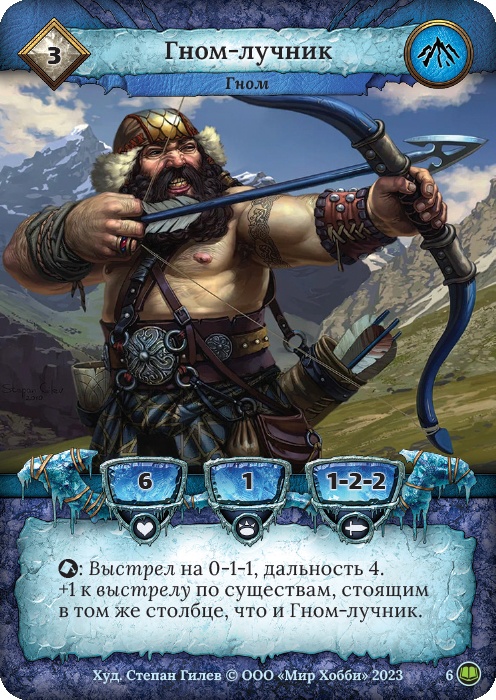 3
Гном-лучник
Гном
6
1
1-2-2
: Выстрел на 0-1-1, дальность 4.
+1 к выстрелу по существам, стоящим
в том же столбце, что и Гном-лучник.
Худ. Степан Гилев © ООО «Мир Хобби» 2023
6